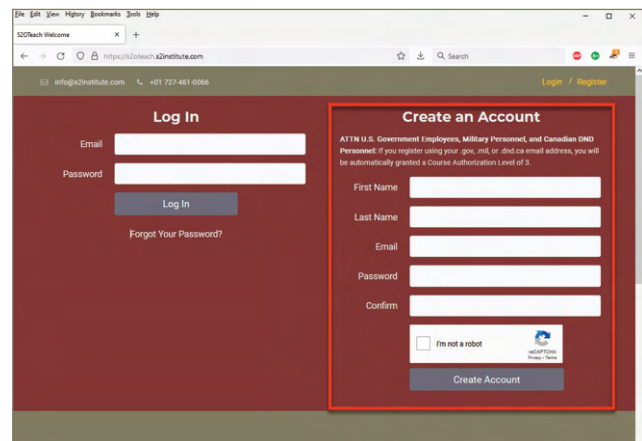 File Edit View History Bookmarks Tools Help
S2OTeach Welcome × +
https://s2oteach.s2institute.com
Search
info@s2institute.com +01 727-461-0066
Login / Register
Log In
Email
Password
Log In
Forgot Your Password?
Create an Account
ATTN U.S. Government Employees, Military Personnel, and Canadian DND
Personnel: If you register using your .gov, .mil, or .dnd.ca email address, you will
be automatically granted a Course Authorization Level of 3.
First Name
Last Name
Email
Password
Confirm
I'm not a robot
reCAPTCHA
Privacy - Terms
Create Account